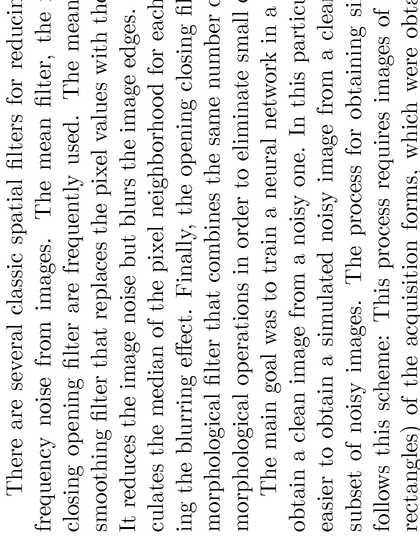 There are several classic spatial filters for reducin
frequency noise from images. The mean filter, the
closing opening filter are frequently used. The mean
smoothing filter that replaces the pixel values with the
It reduces the image noise but blurs the image edges.
culates the median of the pixel neighborhood for each
ing the blurring effect. Finally, the opening closing fil
morphological filter that combines the same number o
morphological operations in order to eliminate small o
The main goal was to train a neural network in a
obtain a clean image from a noisy one. In this particu
easier to obtain a simulated noisy image from a clean
subset of noisy images. The process for obtaining si
follows this scheme: This process requires images of
rectangles) of the acquisition forms, which were obta